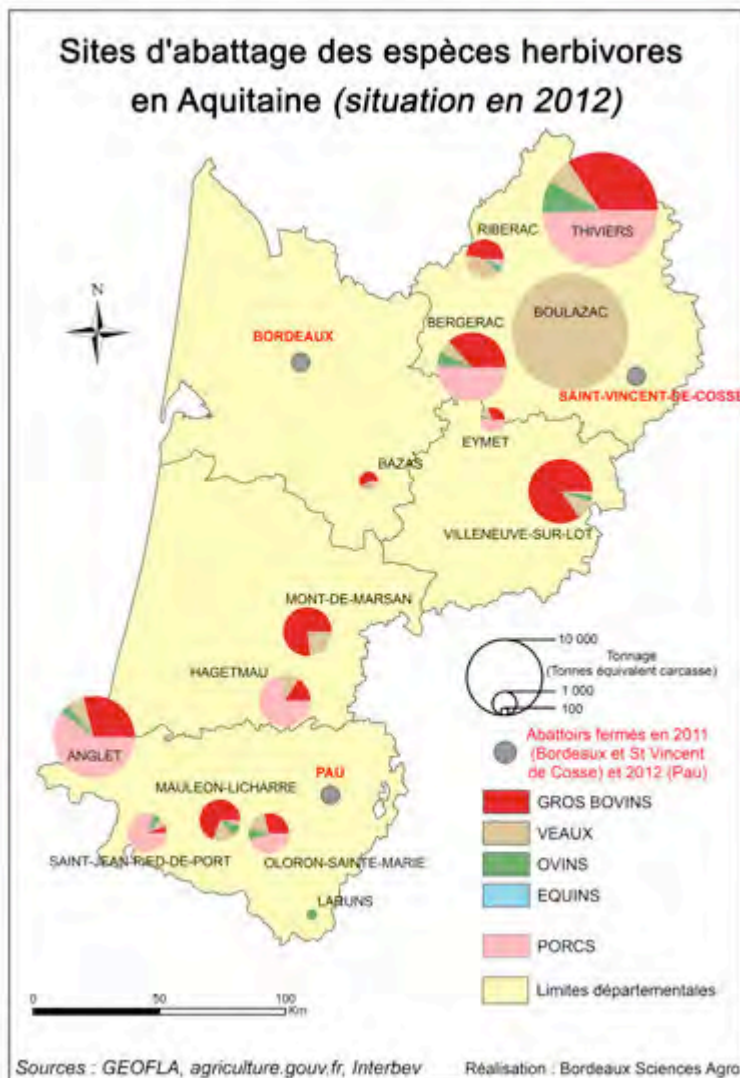 Sites d'abattage des espèces herbivores
en Aquitaine (situation en 2012)
RIBERAC
THIVIERS
N
BOULAZAC
BERGERAC
BORDEAUX
SAINT-VINCENT-DE-COSSE
EYMET
BAZAS
VILLENEUVE-SUR-LOT
MONT-DE-MARSAN
HAGETMAU
10 000
Tonnage
(Tonnes équivalent carcasse)
1 000
100
ANGLET
Abattoirs fermés en 2011
(Bordeaux et St Vincent
de Cosse) et 2012 (Pau)
PAU
MAULEON-LICHARRE
SAINT-JEAN-PIED-DE-PORT
OLORON-SAINTE-MARIE
LARUNS
GROS BOVINS
VEAUX
OVINS
EQUINS
PORCS
Limites départementales
0 50 100
Km
Sources : GEOFLA, agriculture.gouv.fr, Interbev
Réalisation : Bordeaux Sciences Agro